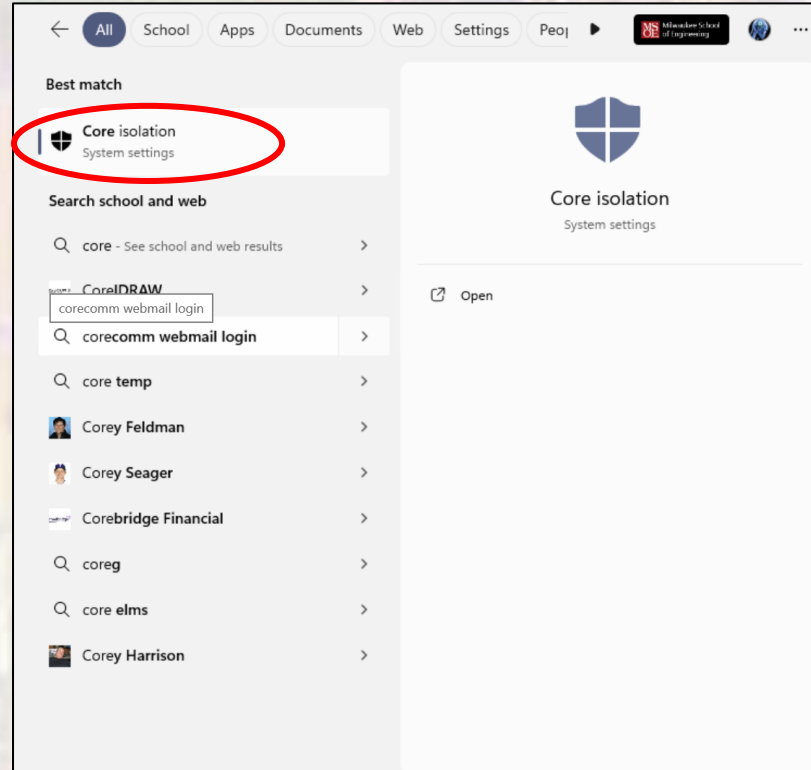 All School Apps Documents Web Settings Peop
MSOE Milwaukee School
of Engineering
Best match
Core isolation
System settings
Search school and web
core - See school and web results
CorelDRAW
corecomm webmail login
corecomm webmail login
core temp
Corey Feldman
Corey Seager
Corebridge Financial
coreg
core elms
Corey Harrison
Core isolation
System settings
Open